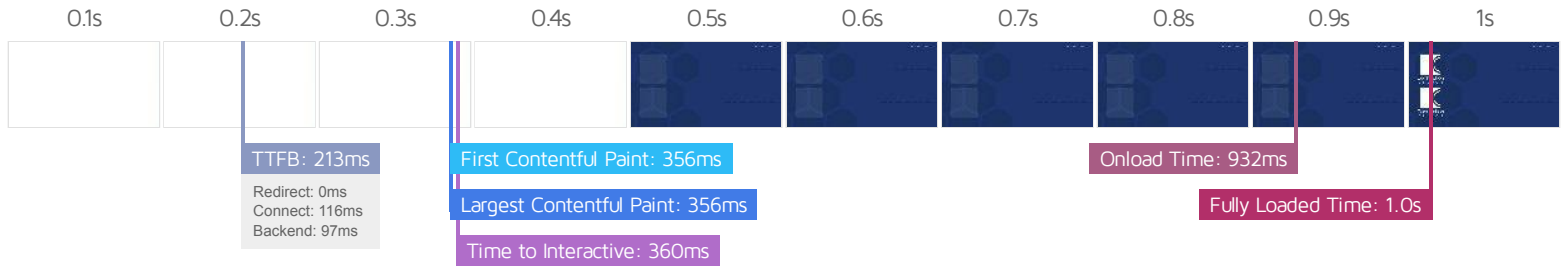 0.1s
0.2s
0.3s
0.4s
0.5s
0.6s
0.7s
0.8s
0.9s
1s
TTFB: 213ms
Redirect: 0ms
Connect: 116ms
Backend: 97ms
First Contentful Paint: 356ms
Largest Contentful Paint: 356ms
Time to Interactive: 360ms
Onload Time: 932ms
Fully Loaded Time: 1.0s